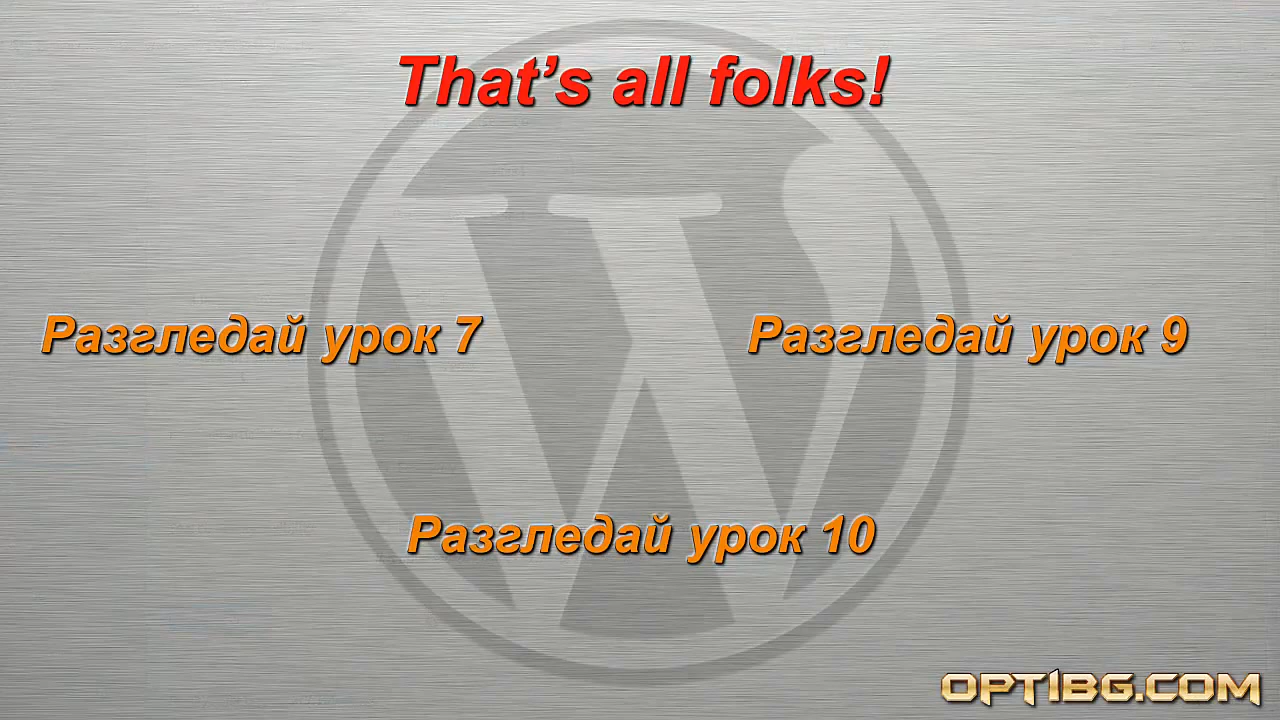 That’s all folks!
Разгледай урок 7
Разгледай урок 9
Разгледай урок 10
OPT1BG.COM